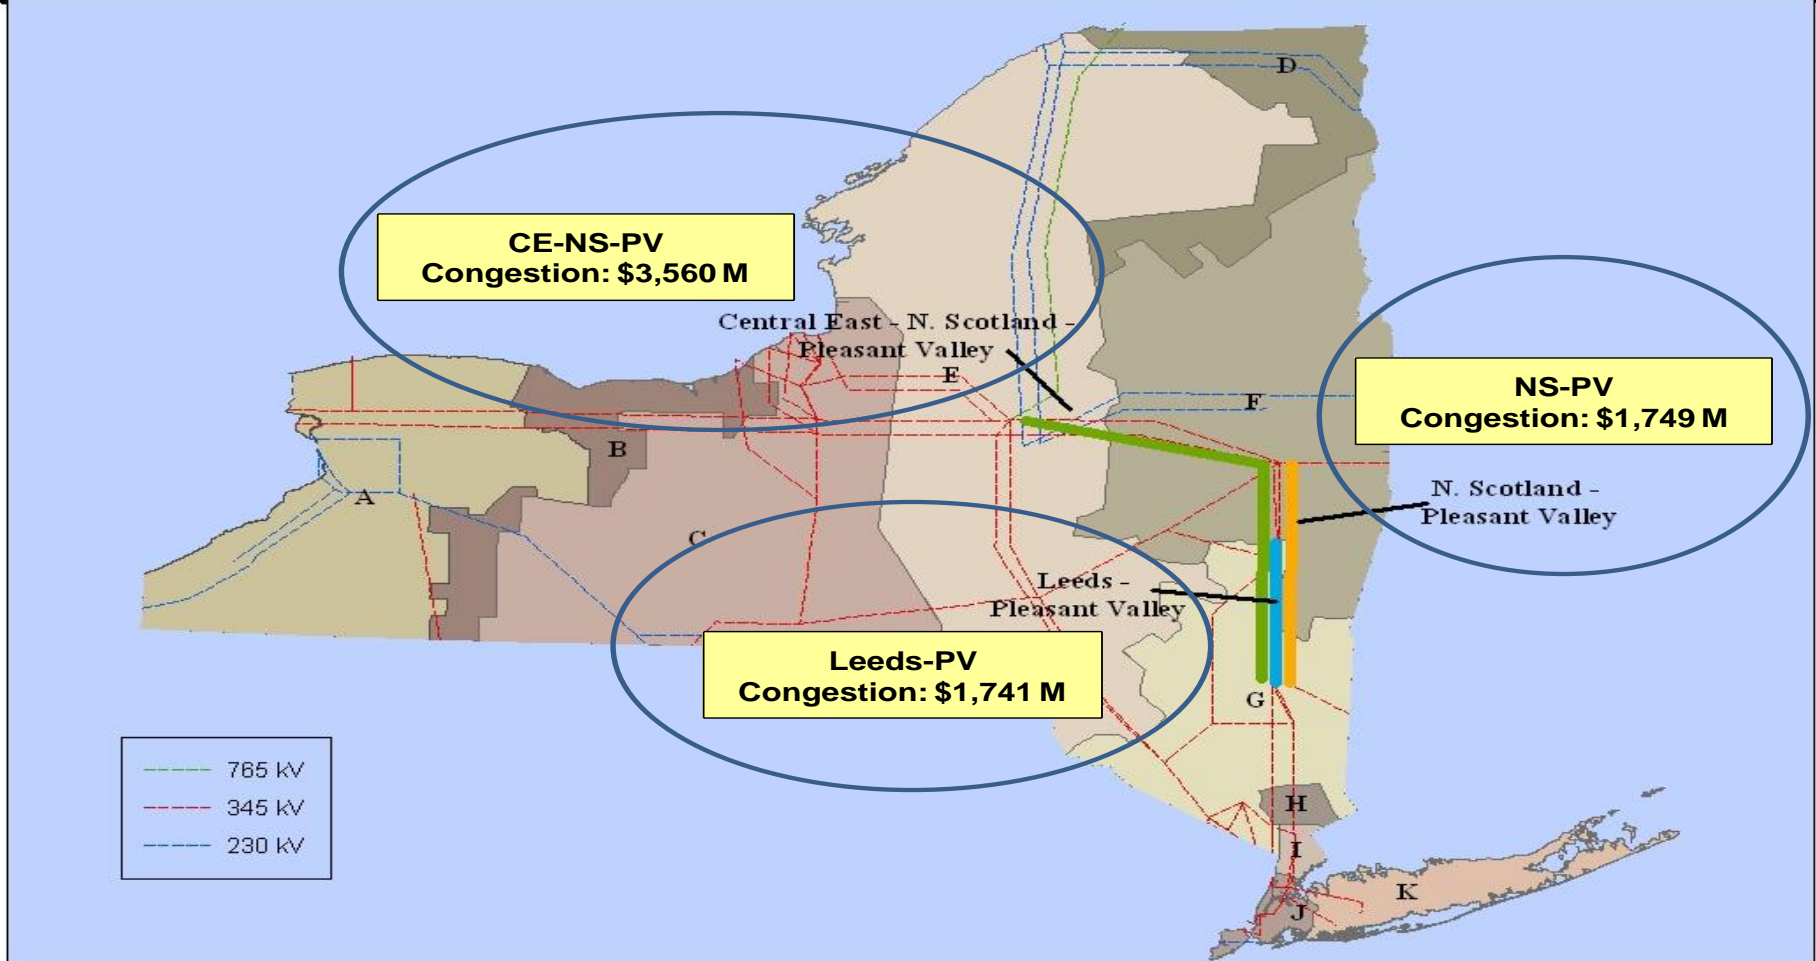 D
CE-NS-PV
Congestion: $3,560 M
Central East - N. Scotland -
Pleasant Valley
E
NS-PV
Congestion: $1,749 M
F
B
A
N. Scotland -
Pleasant Valley
C
Leeds -
Pleasant Valley
Leeds-PV
Congestion: $1,741 M
G
765 kV
345 kV
230 kV
H
I
K
J